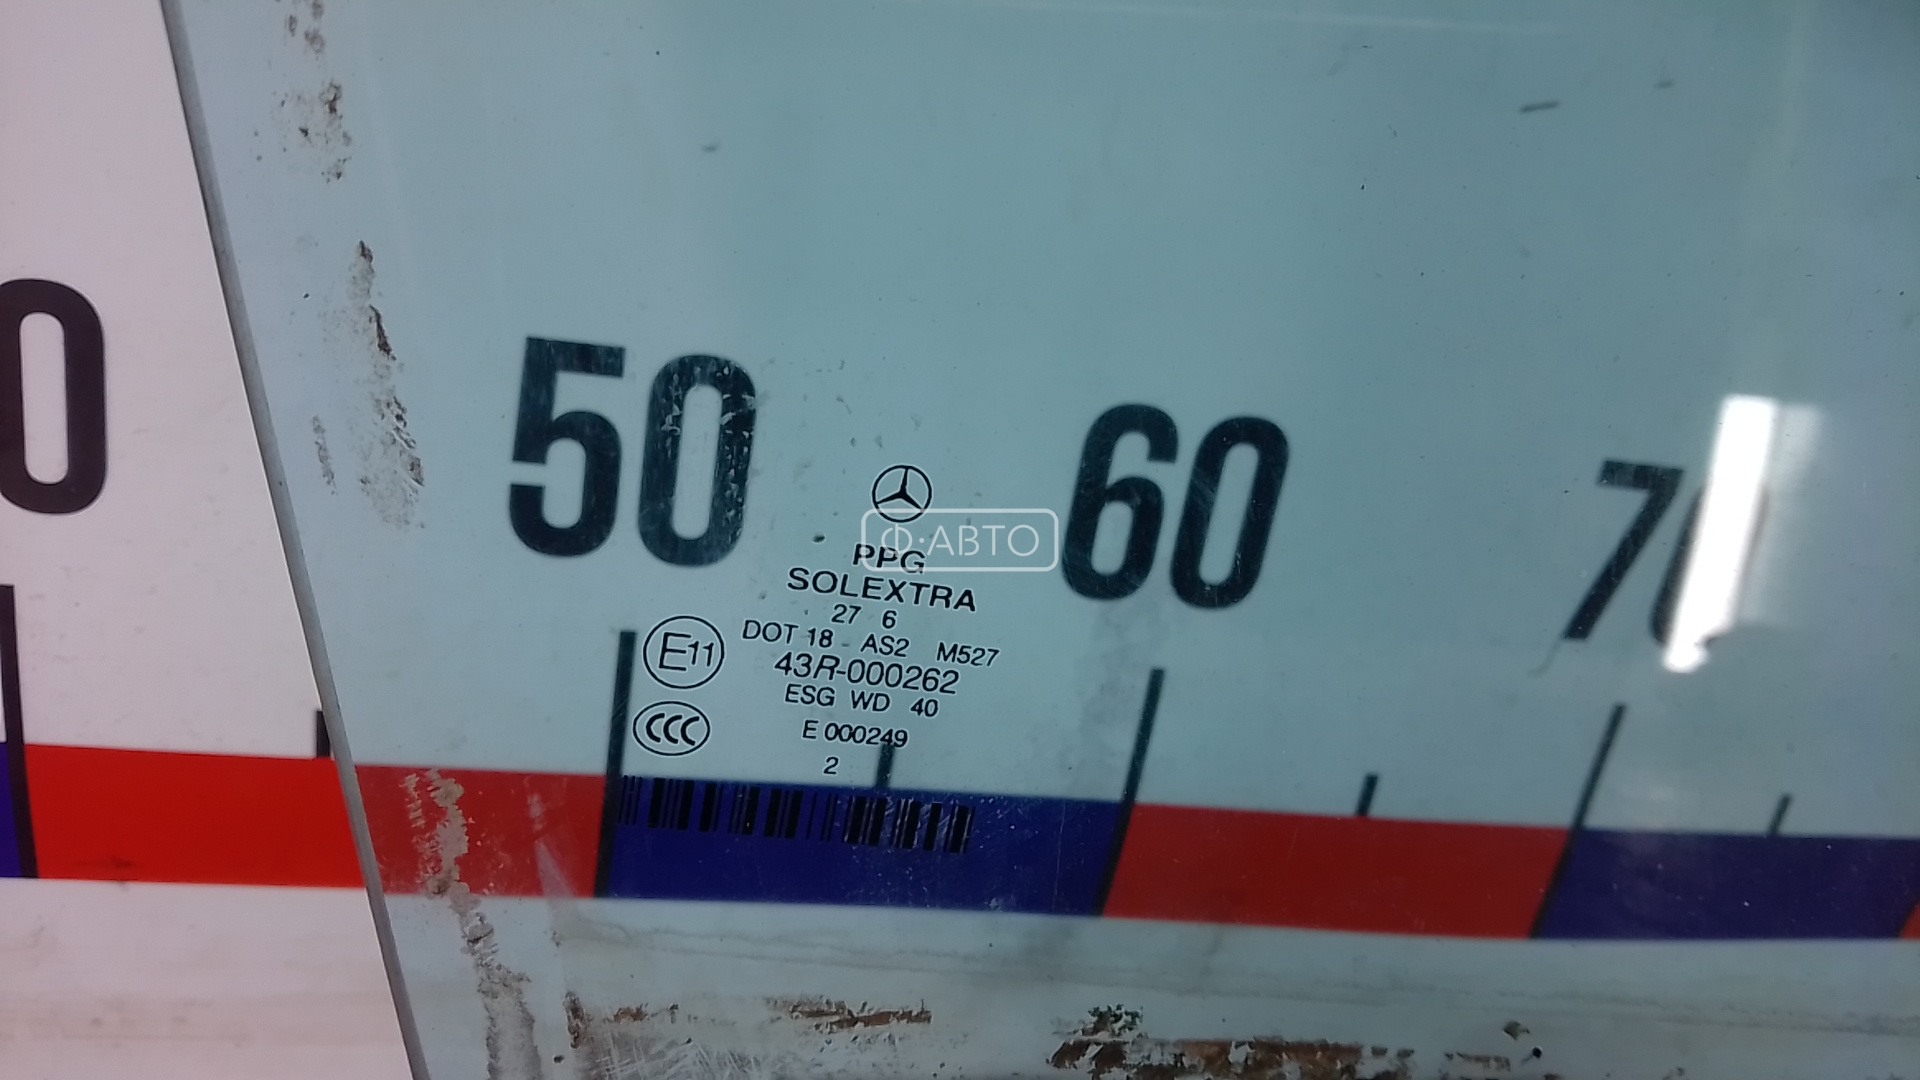 0
50
60
70
Ф·АВТО
PPG
SOLEXTRA
27 6
DOT 18 AS2 M527
E11
43R-000262
ESG WD 40
CCC
E 000249
2